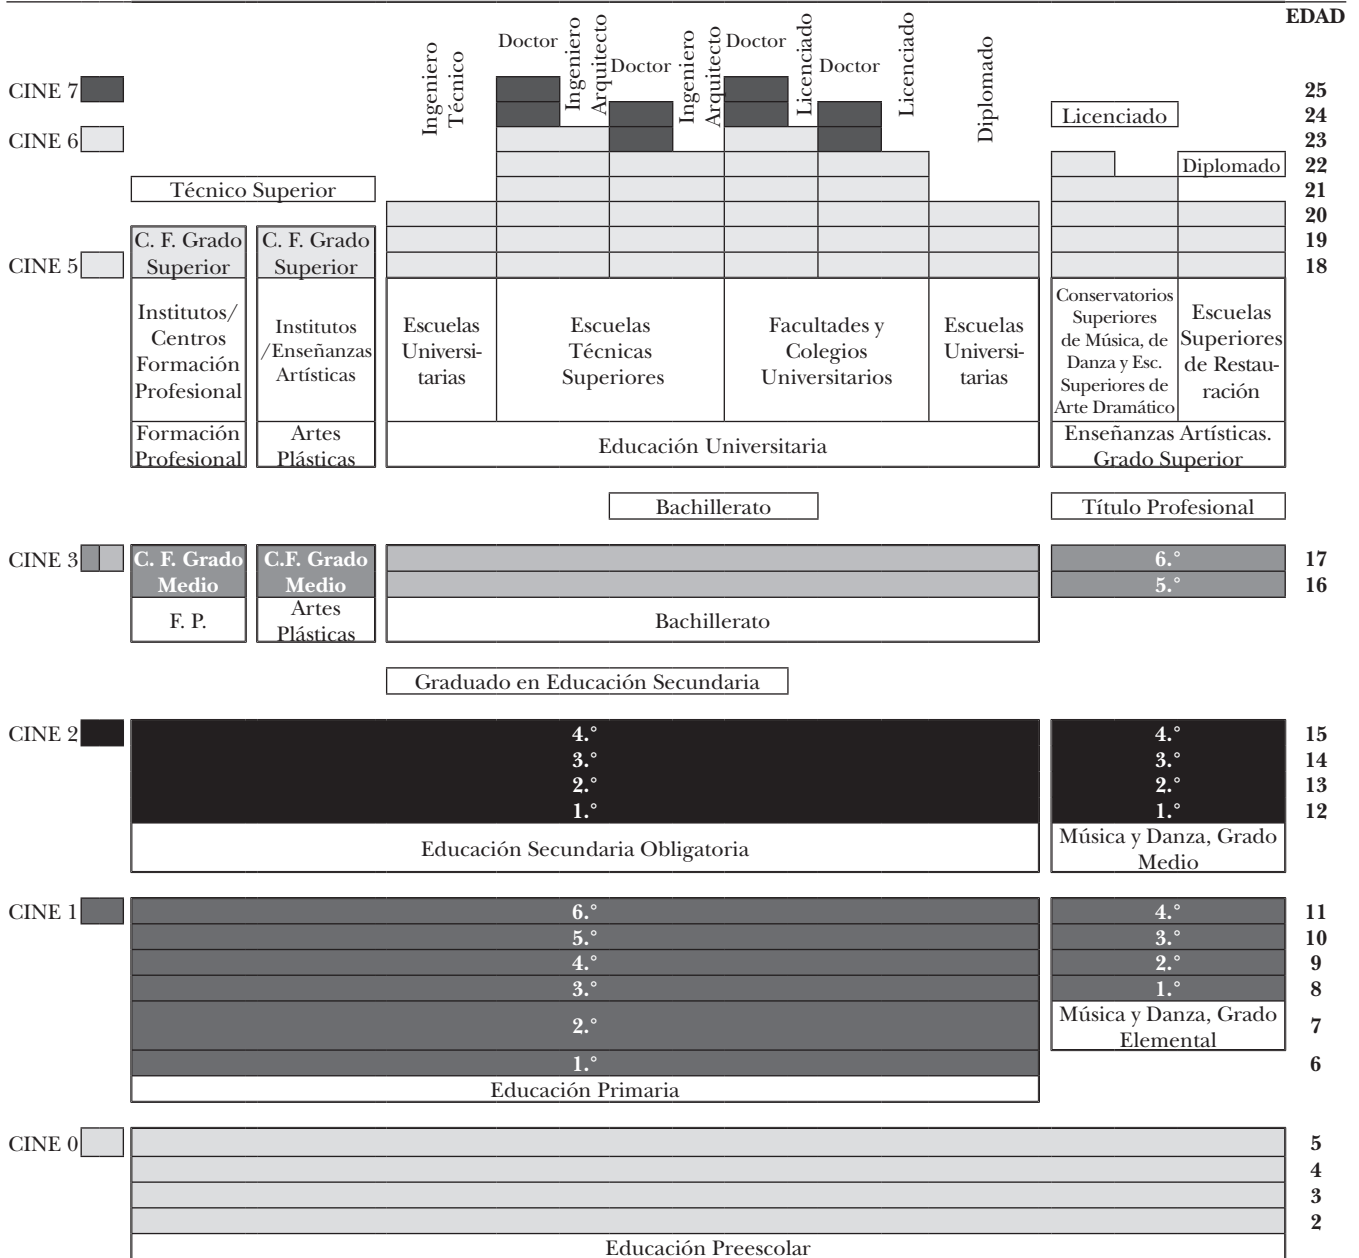 EDAD
Ingeniero
Técnico
Doctor
Ingeniero
Arquitecto
Doctor
Ingeniero
Arquitecto
Doctor
Licenciado
Doctor
Licenciado
Diplomado
CINE 7
25
24
Licenciado
CINE 6
23
Diplomado
22
Técnico Superior
21
20
C. F. Grado
Superior
C. F. Grado
Superior
19
CINE 5
18
Institutos/
Centros
Formación
Profesional
Institutos
/Enseñanzas
Artísticas
Escuelas
Universi-
tarias
Escuelas
Técnicas
Superiores
Facultades y
Colegios
Universitarios
Escuelas
Universi-
tarias
Conservatorios
Superiores
de Música, de
Danza y Esc.
Superiores de
Arte Dramático
Escuelas
Superiores
de Restau-
ración
Formación
Profesional
Artes
Plásticas
Educación Universitaria
Enseñanzas Artísticas.
Grado Superior
Bachillerato
Título Profesional
CINE 3
C. F. Grado
Medio
C.F. Grado
Medio
6.°
17
5.°
16
F. P.
Artes
Plásticas
Bachillerato
Graduado en Educación Secundaria
CINE 2
4.°
4.°
15
3.°
3.°
14
2.°
2.°
13
1.°
1.°
12
Educación Secundaria Obligatoria
Música y Danza, Grado
Medio
CINE 1
6.°
4.°
11
5.°
3.°
10
4.°
2.°
9
3.°
1.°
8
2.°
Música y Danza, Grado
Elemental
7
1.°
6
Educación Primaria
CINE 0
5
4
3
2
Educación Preescolar